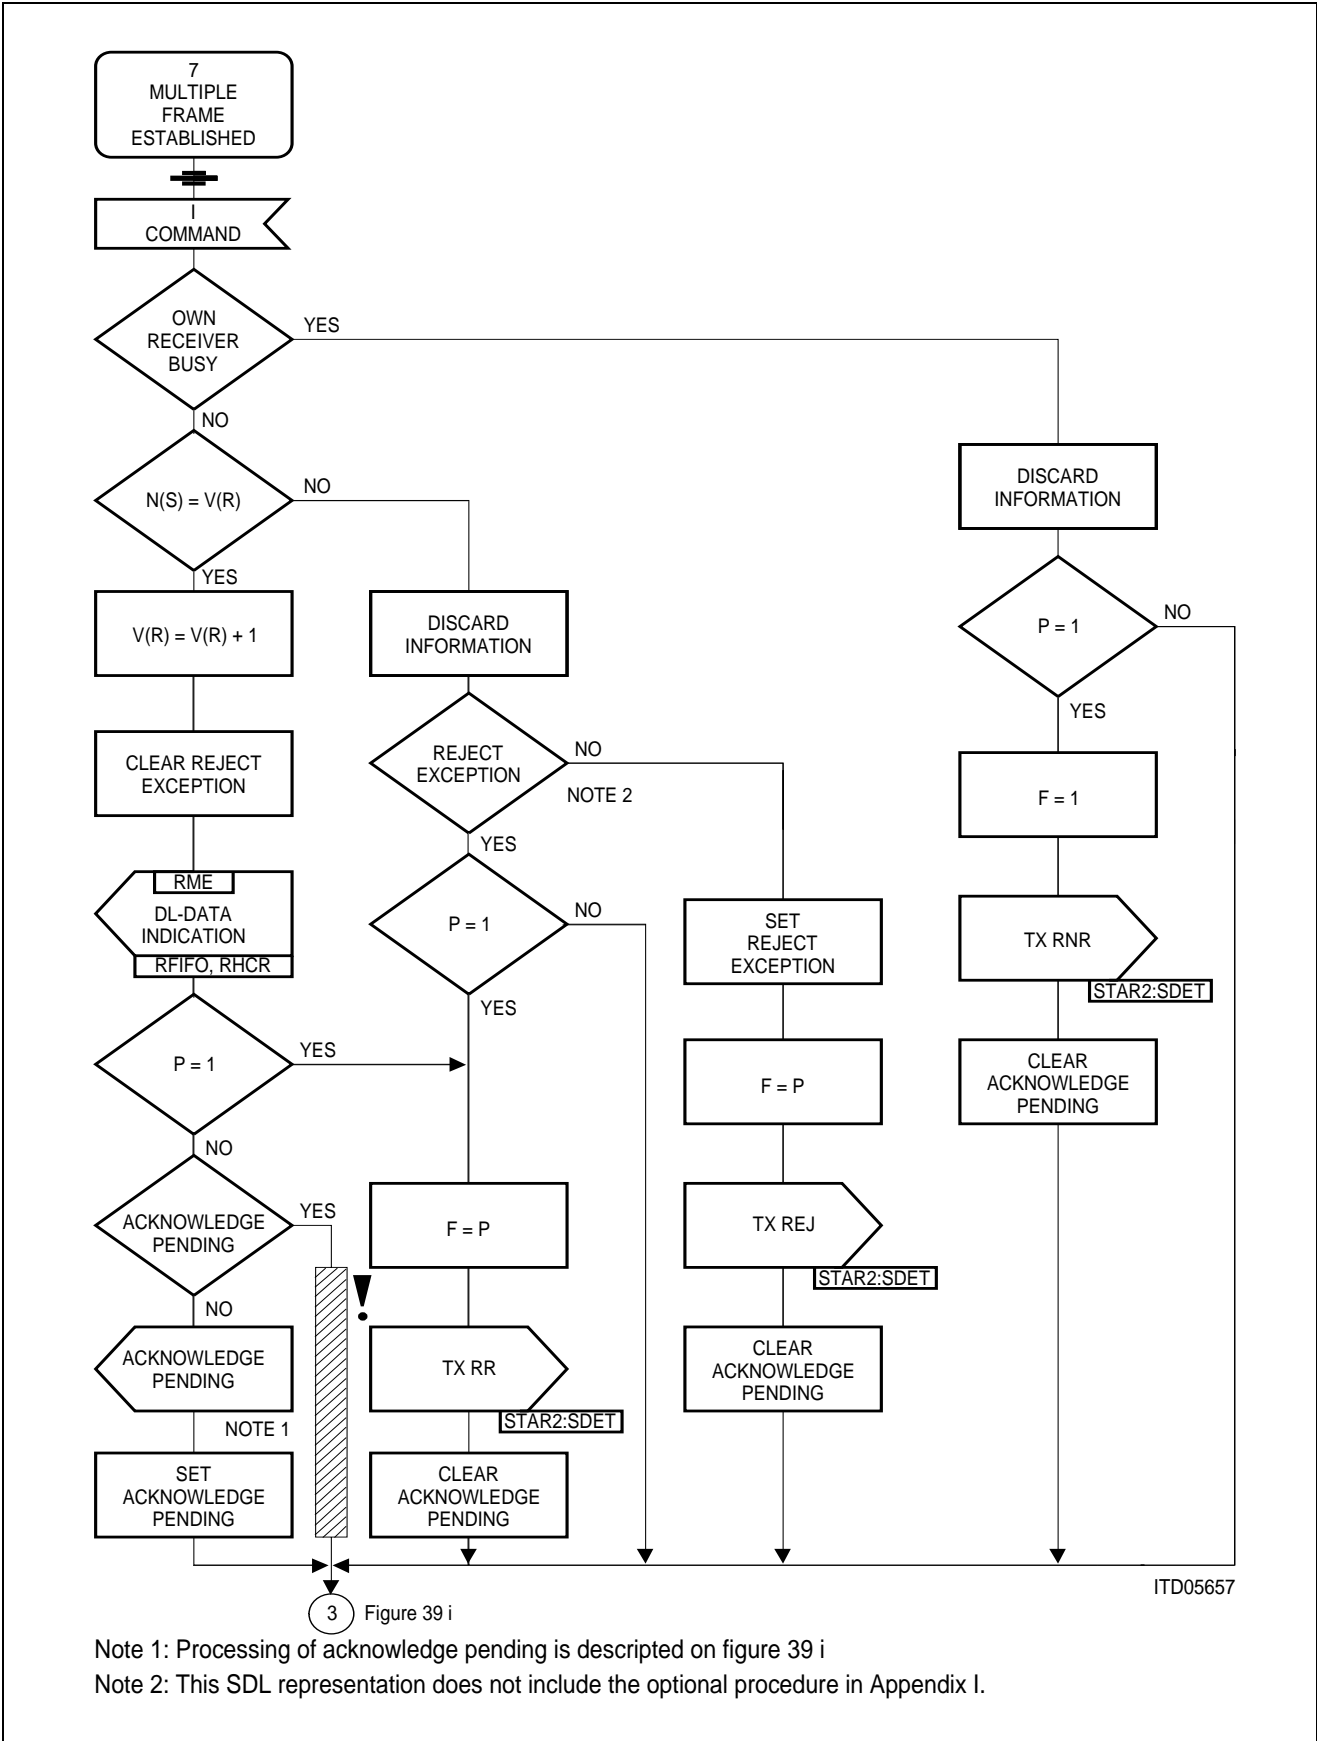 7
MULTIPLE
FRAME
ESTABLISHED
I
COMMAND
OWN
RECEIVER
BUSY
YES
NO
N(S) = V(R)
NO
YES
V(R) = V(R) + 1
CLEAR REJECT
EXCEPTION
RME
DL-DATA
INDICATION
RFIFO, RHCR
P = 1
YES
NO
ACKNOWLEDGE
PENDING
YES
NO
ACKNOWLEDGE
PENDING
NOTE 1
SET
ACKNOWLEDGE
PENDING
!
DISCARD
INFORMATION
REJECT
EXCEPTION
NO
NOTE 2
YES
P = 1
NO
YES
F = P
TX RR
STAR2:SDET
CLEAR
ACKNOWLEDGE
PENDING
SET
REJECT
EXCEPTION
F = P
TX REJ
STAR2:SDET
CLEAR
ACKNOWLEDGE
PENDING
DISCARD
INFORMATION
P = 1
NO
YES
F = 1
TX RNR
STAR2:SDET
CLEAR
ACKNOWLEDGE
PENDING
ITD05657
3 Figure 39 i
Note 1: Processing of acknowledge pending is descripted on figure 39 i
Note 2: This SDL representation does not include the optional procedure in Appendix I.